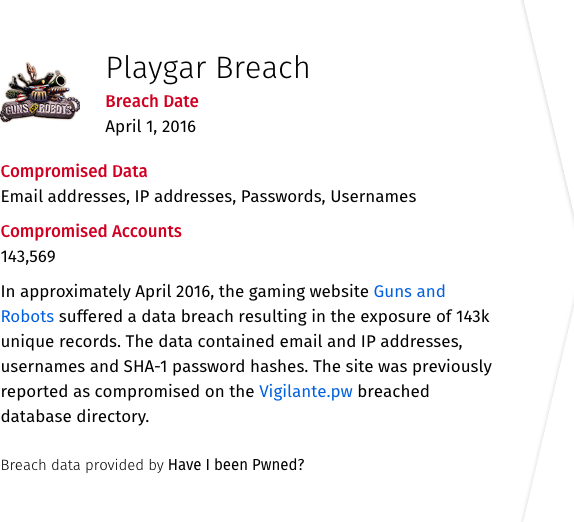 Playgar Breach
Breach Date
April 1, 2016
GUNS AND ROBOTS
Compromised Data
Email addresses, IP addresses, Passwords, Usernames
Compromised Accounts
143,569
In approximately April 2016, the gaming website Guns and
Robots suffered a data breach resulting in the exposure of 143k
unique records. The data contained email and IP addresses,
usernames and SHA-1 password hashes. The site was previously
reported as compromised on the Vigilante.pw breached
database directory.
Breach data provided by Have I been Pwned?